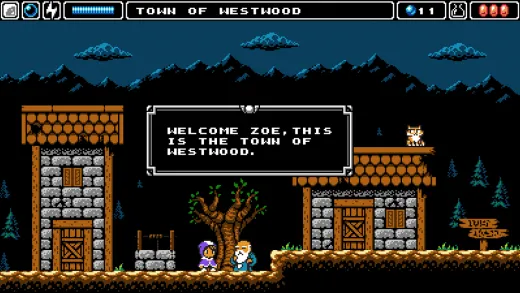 TOWN OF WESTWOOD
11
WELCOME ZOE, THIS
IS THE TOWN OF
WESTWOOD.